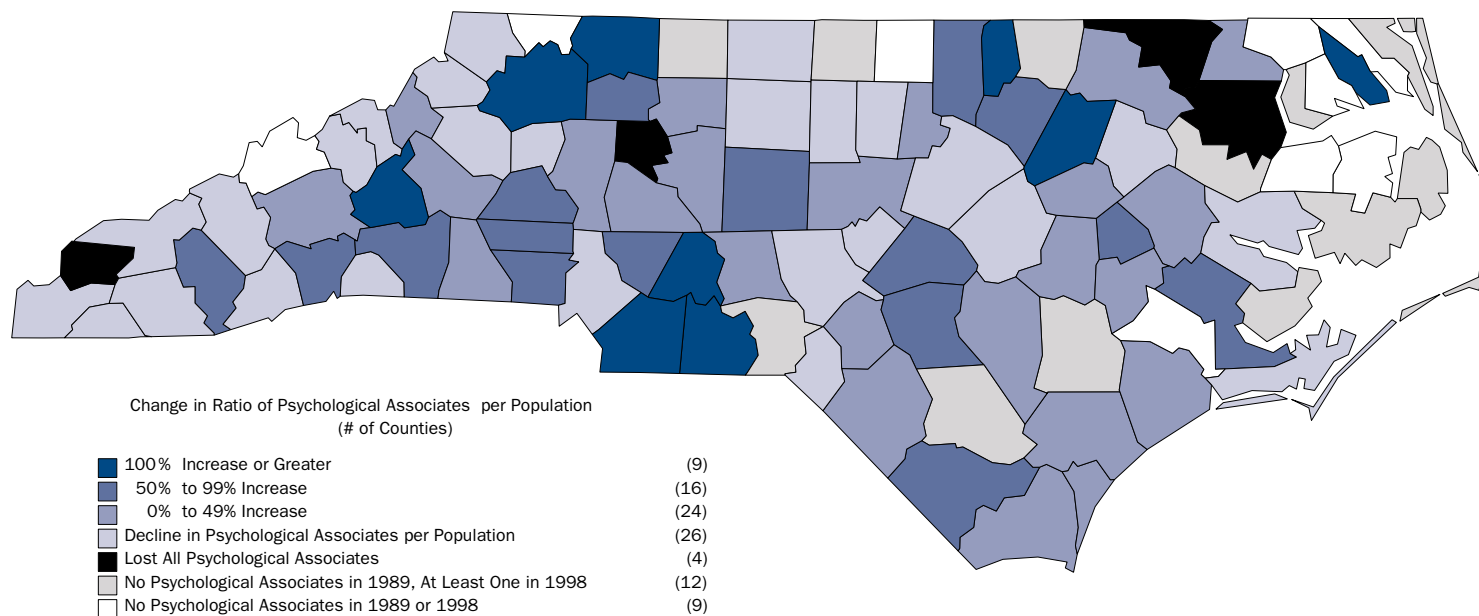 Change in Ratio of Psychological Associates per Population
(# of Counties)
100% Increase or Greater (9)
50% to 99% Increase (16)
0% to 49% Increase (24)
Decline in Psychological Associates per Population (26)
Lost All Psychological Associates (4)
No Psychological Associates in 1989, At Least One in 1998 (12)
No Psychological Associates in 1989 or 1998 (9)